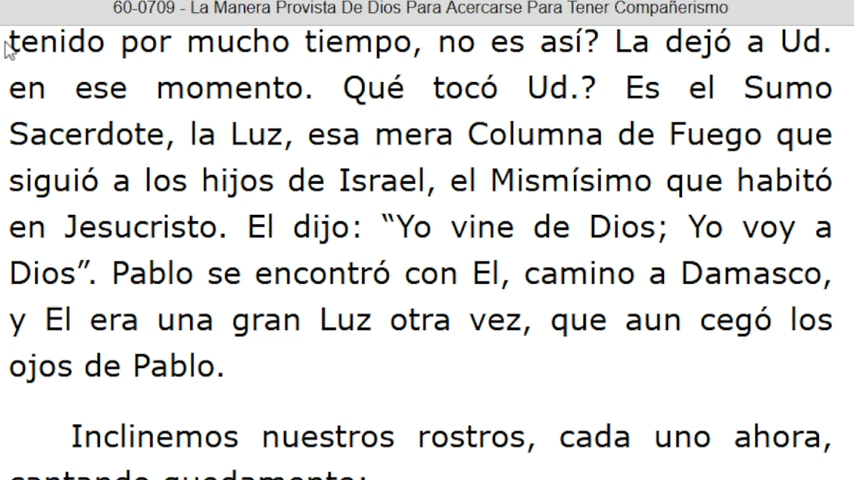 60-0709 - La Manera Provista De Dios Para Acercarse Para Tener Compañerismo
tenido por mucho tiempo, no es así? La dejó a Ud.
en ese momento. Qué tocó Ud.? Es el Sumo
Sacerdote, la Luz, esa mera Columna de Fuego que
siguió a los hijos de Israel, el Mismísimo que habitó
en Jesucristo. El dijo: “Yo vine de Dios; Yo voy a
Dios”. Pablo se encontró con El, camino a Damasco,
y El era una gran Luz otra vez, que aun cegó los
ojos de Pablo.
Inclinemos nuestros rostros, cada uno ahora,
cantando quedamente: